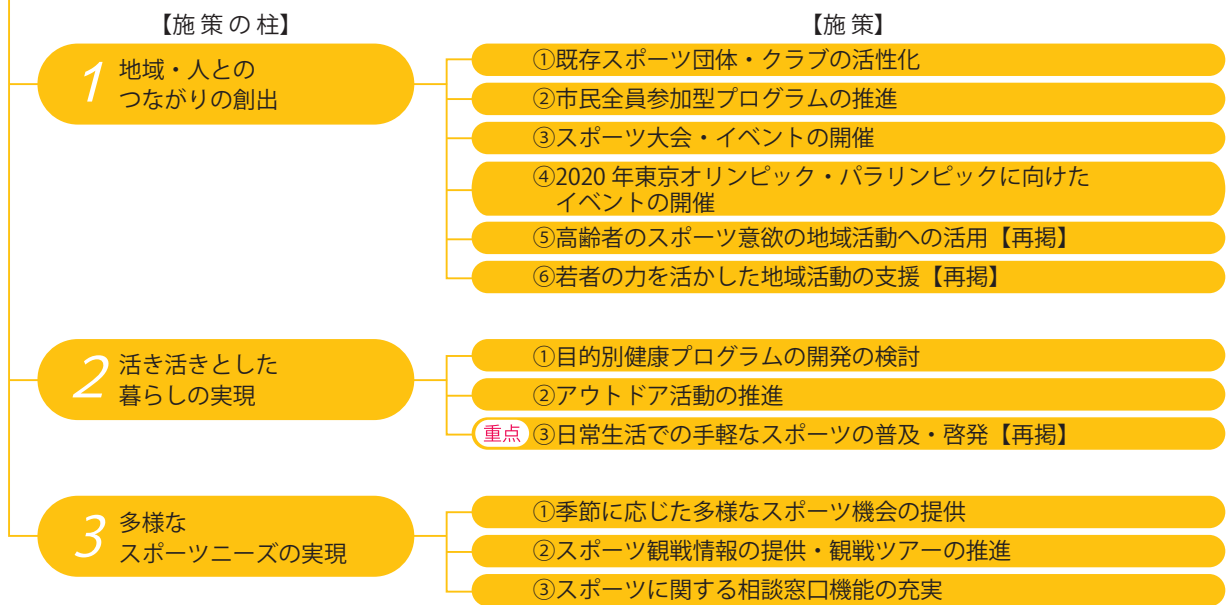 【施策の柱】
【施策】
1 地域・人との
つながりの創出
①既存スポーツ団体・クラブの活性化
②市民全員参加型プログラムの推進
③スポーツ大会・イベントの開催
④2020 年東京オリンピック・パラリンピックに向けた
イベントの開催
⑤高齢者のスポーツ意欲の地域活動への活用【再掲】
⑥若者の力を活かした地域活動の支援【再掲】
2 活き活きとした
暮らしの実現
①目的別健康プログラムの開発の検討
②アウトドア活動の推進
重点 ③日常生活での手軽なスポーツの普及・啓発【再掲】
3 多様な
スポーツニーズの実現
①季節に応じた多様なスポーツ機会の提供
②スポーツ観戦情報の提供・観戦ツアーの推進
③スポーツに関する相談窓口機能の充実